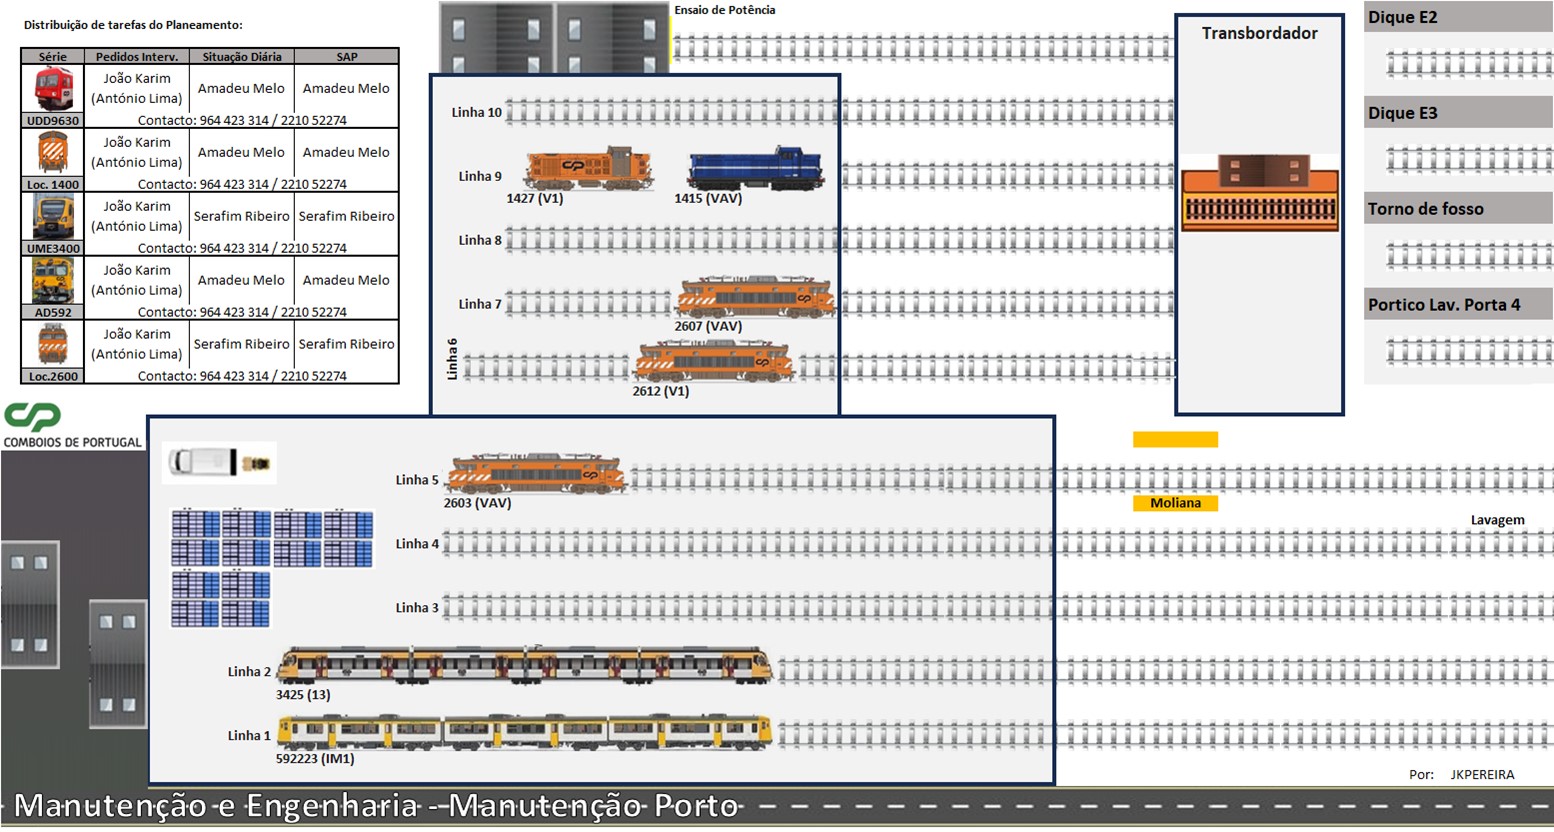 Distribuição de tarefas do Planeamento:
Série Pedidos Interv. Situação Diária SAP
João Karim
(António Lima) Amadeu Melo Amadeu Melo
UDD9630 Contacto: 964 423 314 / 2210 52274
João Karim
(António Lima) Amadeu Melo Amadeu Melo
Loc. 1400 Contacto: 964 423 314 / 2210 52274
João Karim
(António Lima) Serafim Ribeiro Serafim Ribeiro
UME3400 Contacto: 964 423 314 / 2210 52274
João Karim
(António Lima) Amadeu Melo Amadeu Melo
AD592 Contacto: 964 423 314 / 2210 52274
João Karim
(António Lima) Serafim Ribeiro Serafim Ribeiro
Loc.2600 Contacto: 964 423 314 / 2210 52274
CP
COMBOIOS DE PORTUGAL
Ensaio de Potência
Transbordador
Dique E2
Dique E3
Torno de fosso
Portico Lav. Porta 4
Linha 10
Linha 9
1427 (V1)
1415 (VAV)
Linha 8
Linha 7
2607 (VAV)
Linha 6
2612 (V1)
Linha 5
2603 (VAV)
Moliana
Lavagem
Linha 4
Linha 3
Linha 2
3425 (13)
Linha 1
592223 (IM1)
Por: JKPEREIRA
Manutenção e Engenharia - Manutenção Porto